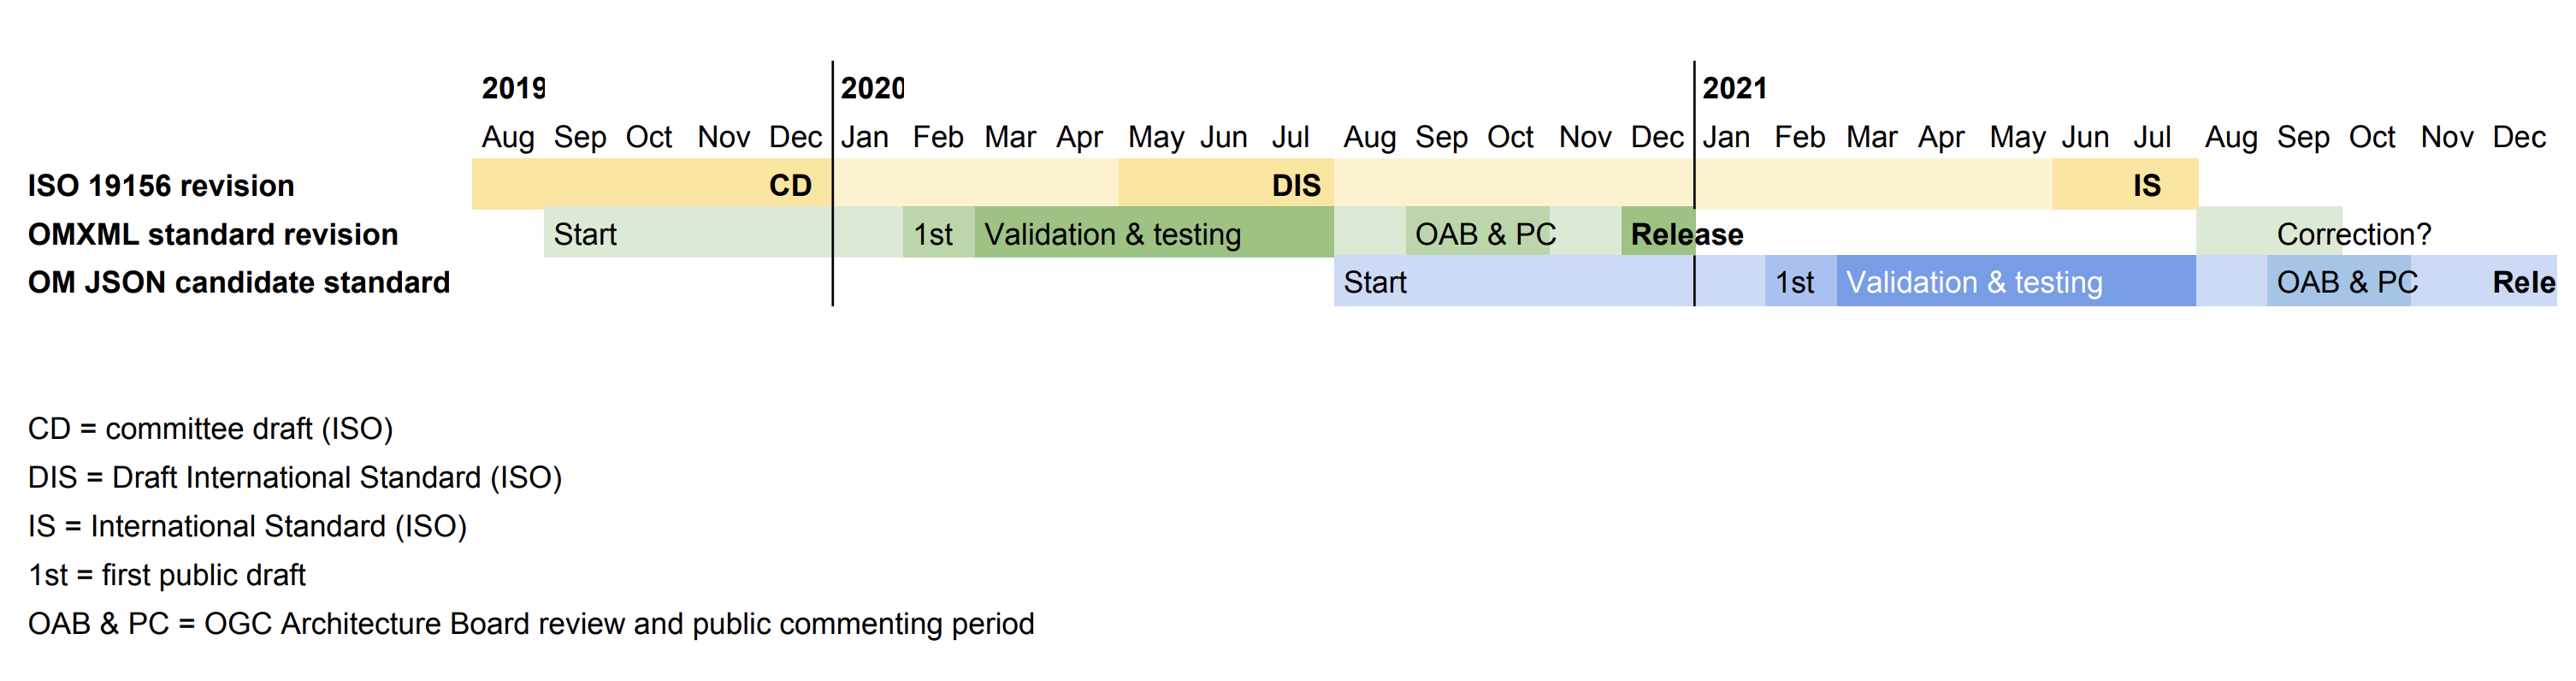 2019 2020 2021
Aug Sep Oct Nov Dec Jan Feb Mar Apr May Jun Jul Aug Sep Oct Nov Dec Jan Feb Mar Apr May Jun Jul Aug Sep Oct Nov Dec
ISO 19156 revision CD DIS IS
OMXML standard revision Start 1st Validation & testing OAB & PC Release Correction?
OM JSON candidate standard Start 1st Validation & testing OAB & PC Rele
CD = committee draft (ISO)
DIS = Draft International Standard (ISO)
IS = International Standard (ISO)
1st = first public draft
OAB & PC = OGC Architecture Board review and public commenting period